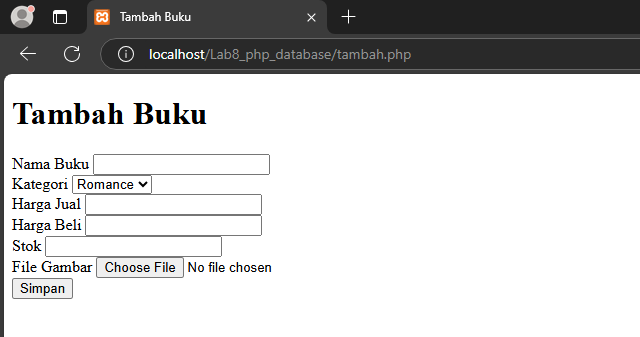 Tambah Buku
localhost/Lab8_php_database/tambah.php
Tambah Buku
Nama Buku
Kategori Romance
Harga Jual
Harga Beli
Stok
File Gambar Choose File No file chosen
Simpan